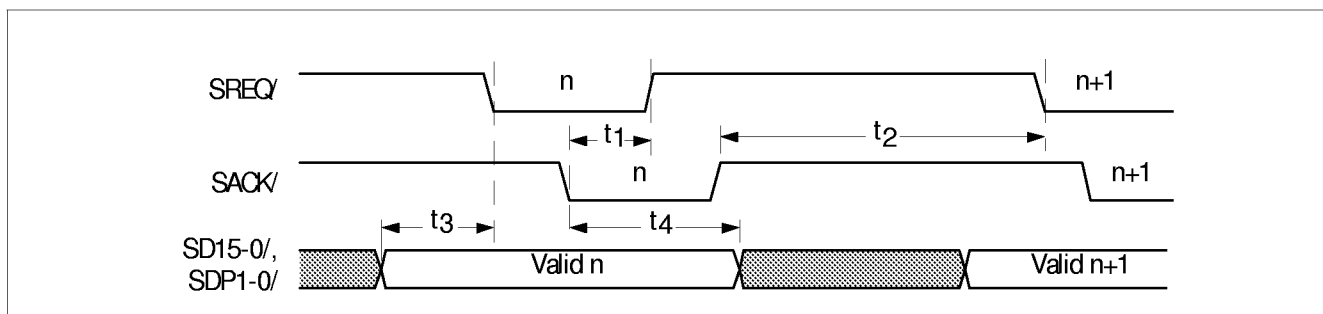 SREQ/
n
n+1
t1
t2
SACK/
n
n+1
t3
t4
SD15-0/,
SDP1-0/
Valid n
Valid n+1